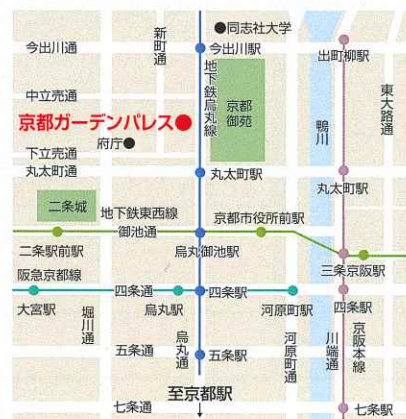 ●同志社大学
新町通
今出川通
今出川駅
出町柳駅
地下鉄烏丸線
中立売通
京都御苑
鴨川
東大路通
京都ガーデンパレス●
府庁●
下立売通
丸太町通
丸太町駅
丸太町駅
二条城
地下鉄東西線
京都市役所前駅
御池通
二条駅前駅
烏丸御池駅
三条京阪駅
阪急京都線
四条通
四条駅
四条駅
大宮駅
堀川通
烏丸駅
河原町駅
烏丸通
河原町通
川端通
京阪本線
五条通
五条駅
至京都駅
七条通
七条駅